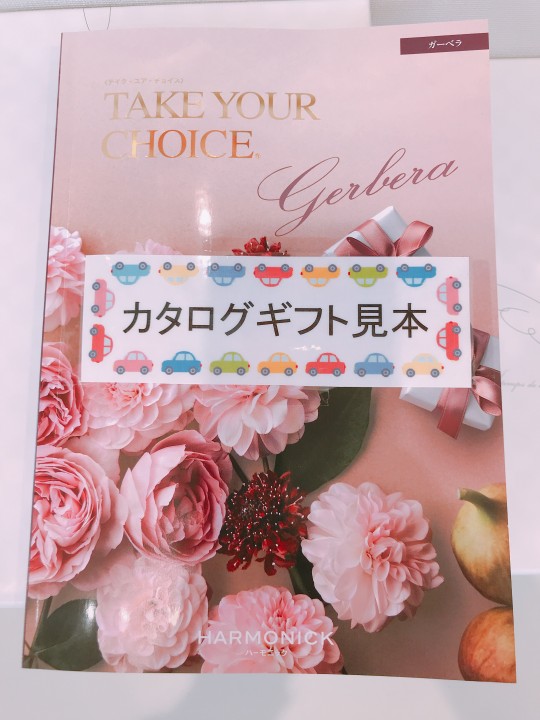 ガーベラ
(テイク・ユア・チョイス)
TAKE YOUR
CHOICE®
Gerbera
カタログギフト見本
HARMONICK
ハーモニック